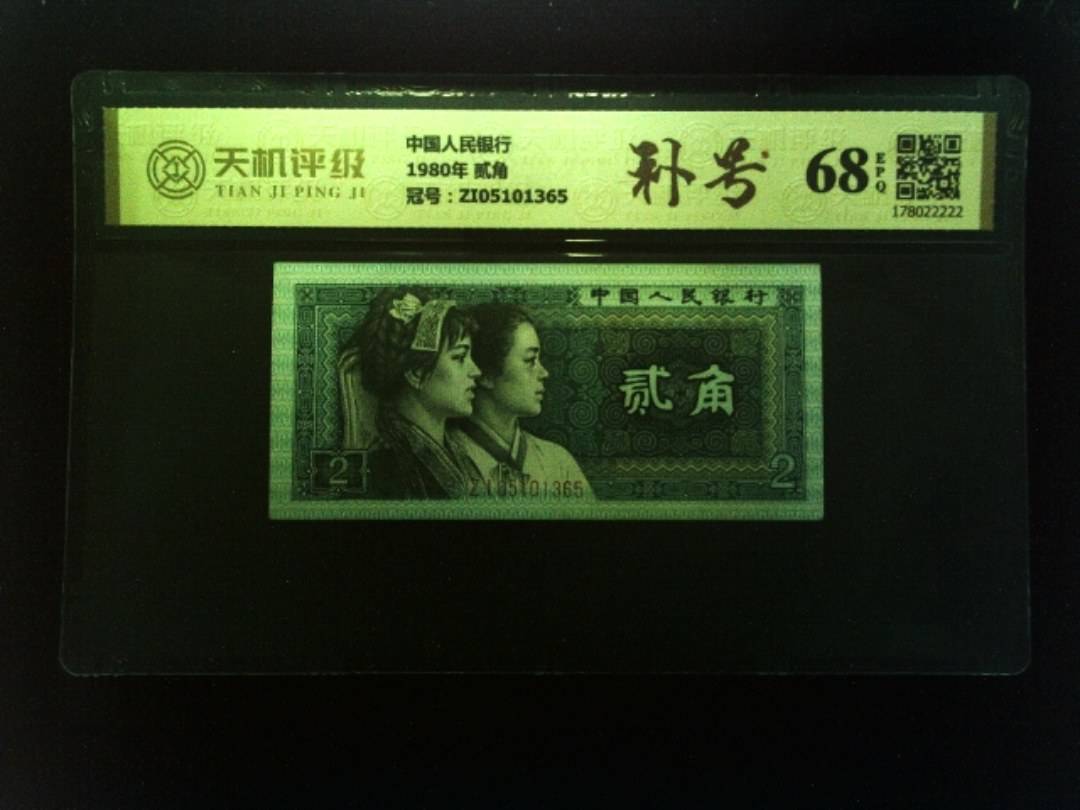 天机评级
TIAN JI PING JI
中国人民银行
1980年 贰角
冠号：ZI05101365
补号
68
EPQ
178022222
中国人民银行
贰角
2
2
ZI05101365